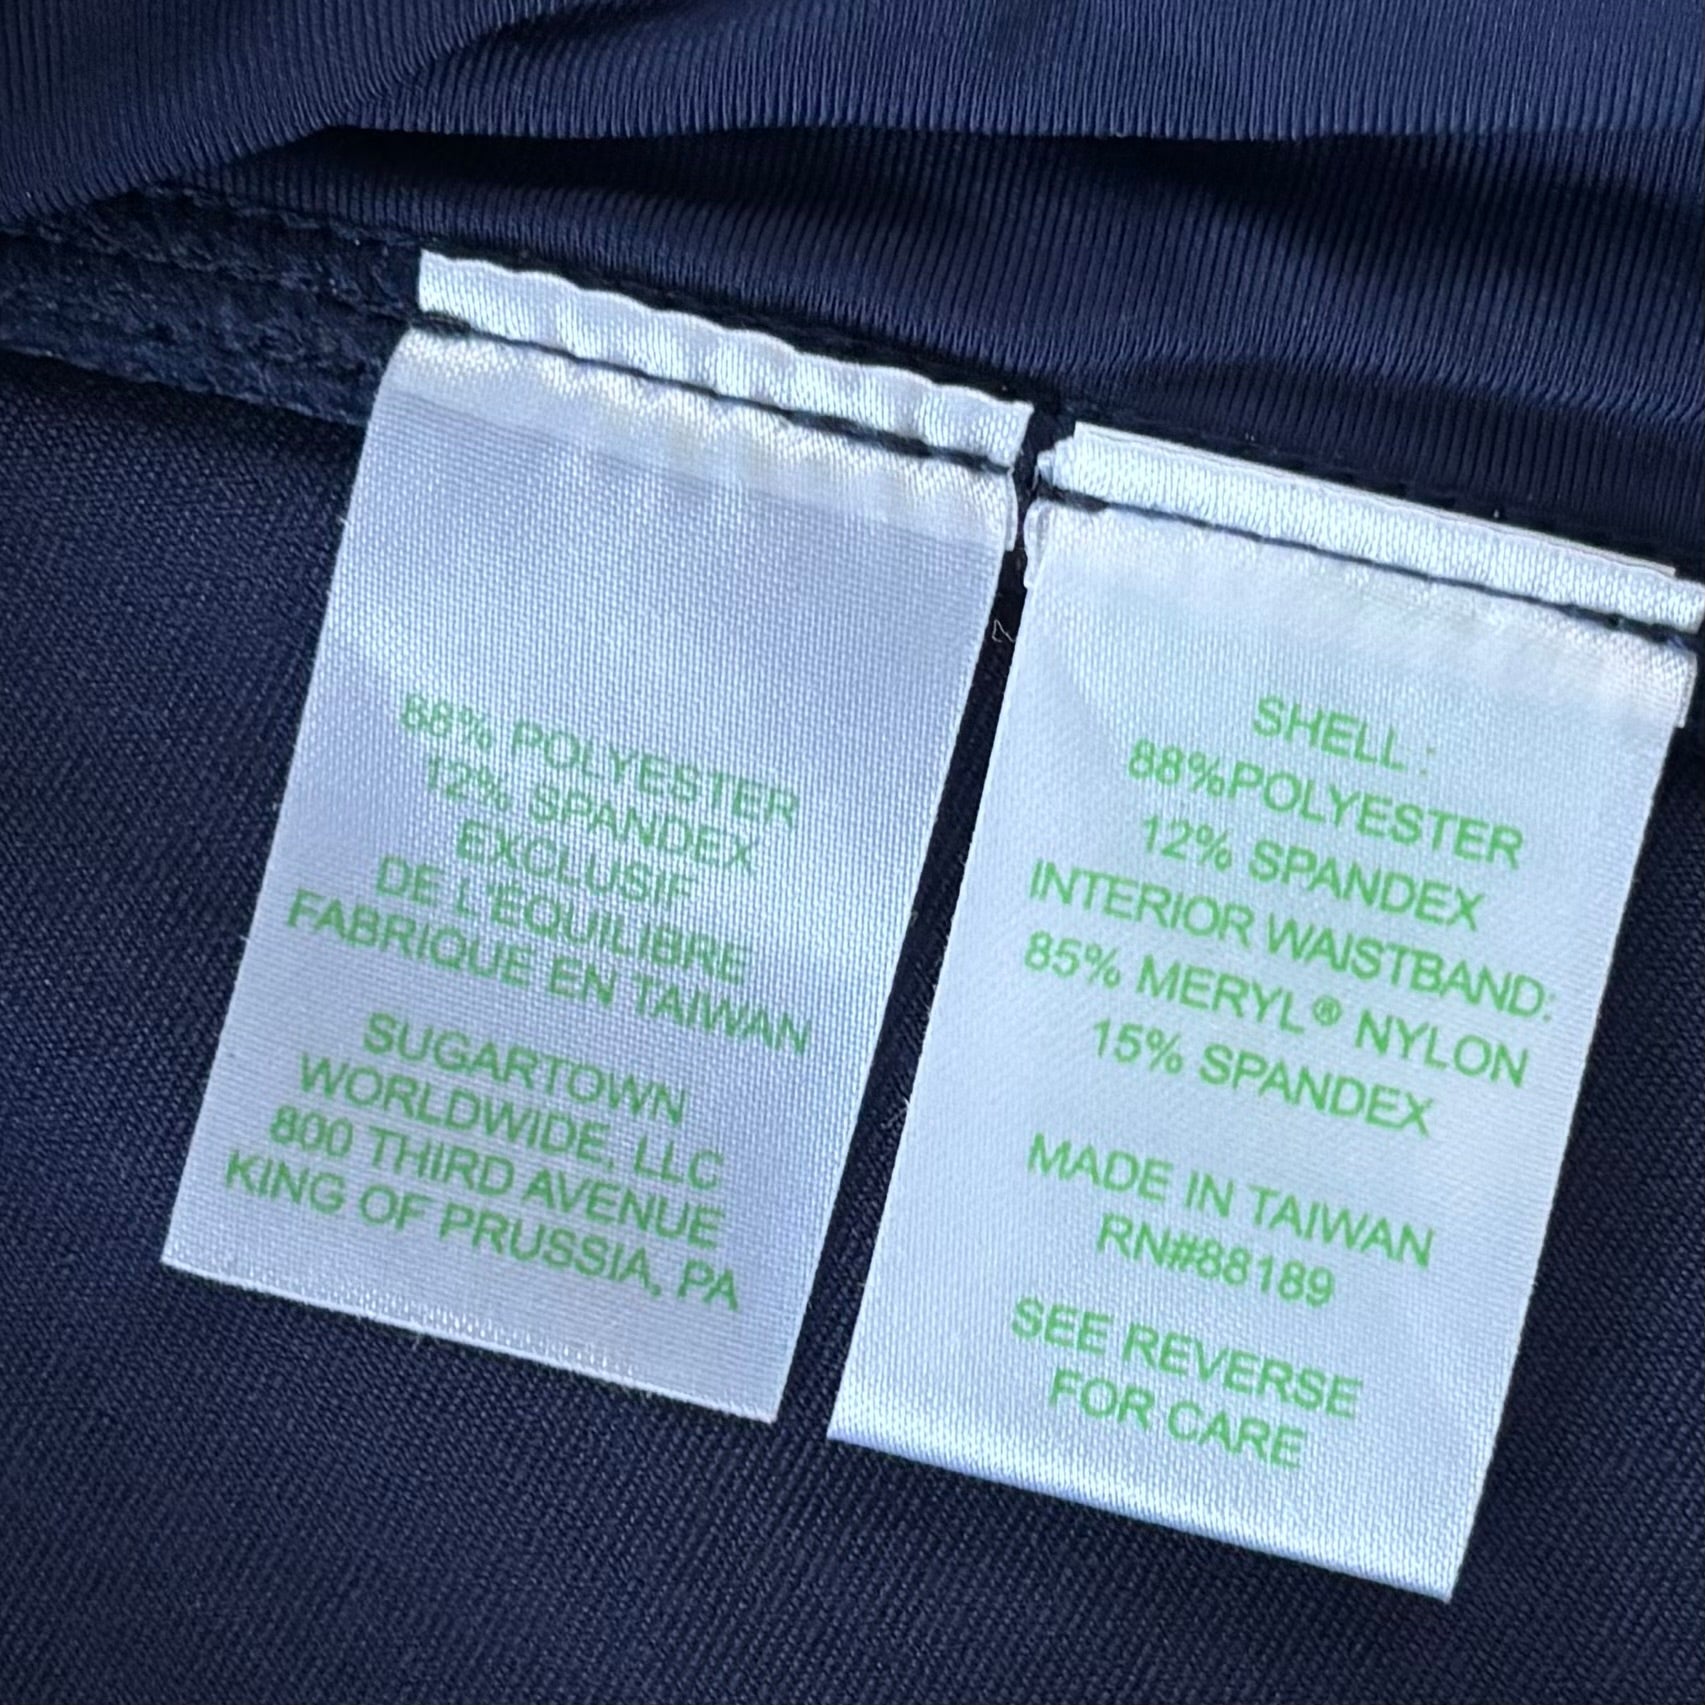 88% POLYESTER
12% SPANDEX
EXCLUSIF
DE L'ÉQUILIBRE
FABRIQUE EN TAIWAN
SUGARTOWN
WORLDWIDE, LLC
800 THIRD AVENUE
KING OF PRUSSIA, PA
SHELL :
88%POLYESTER
12% SPANDEX
INTERIOR WAISTBAND:
85% MERYL® NYLON
15% SPANDEX
MADE IN TAIWAN
RN#88189
SEE REVERSE
FOR CARE